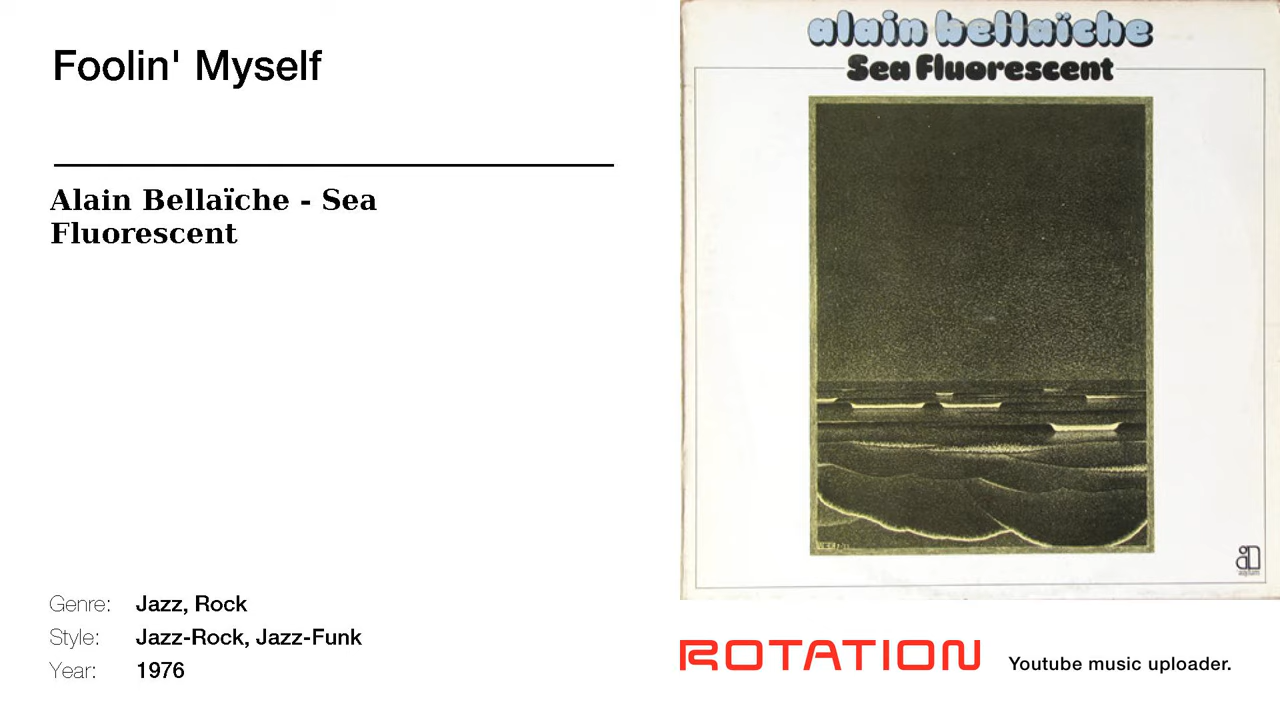 Foolin' Myself
Alain Bellaïche - Sea
Fluorescent
Genre: Jazz, Rock
Style: Jazz-Rock, Jazz-Funk
Year: 1976
alain bellaïche
Sea Fluorescent
ROTATION
Youtube music uploader.